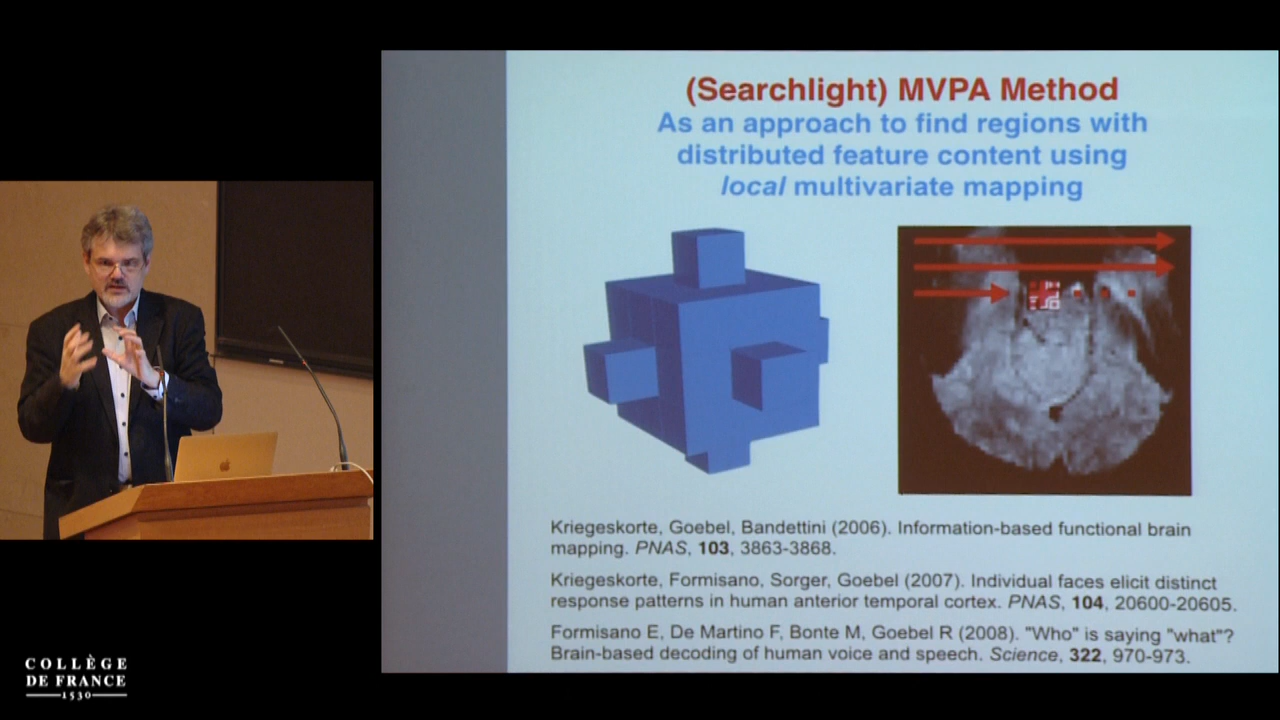 (Searchlight) MVPA Method
As an approach to find regions with
distributed feature content using
local multivariate mapping
Kriegeskorte, Goebel, Bandettini (2006). Information-based functional brain
mapping. PNAS, 103, 3863-3868.
Kriegeskorte, Formisano, Sorger, Goebel (2007). Individual faces elicit distinct
response patterns in human anterior temporal cortex. PNAS, 104, 20600-20605.
Formisano E, De Martino F, Bonte M, Goebel R (2008). "Who" is saying "what"?
Brain-based decoding of human voice and speech. Science, 322, 970-973.
COLLÈGE
DE FRANCE
1530